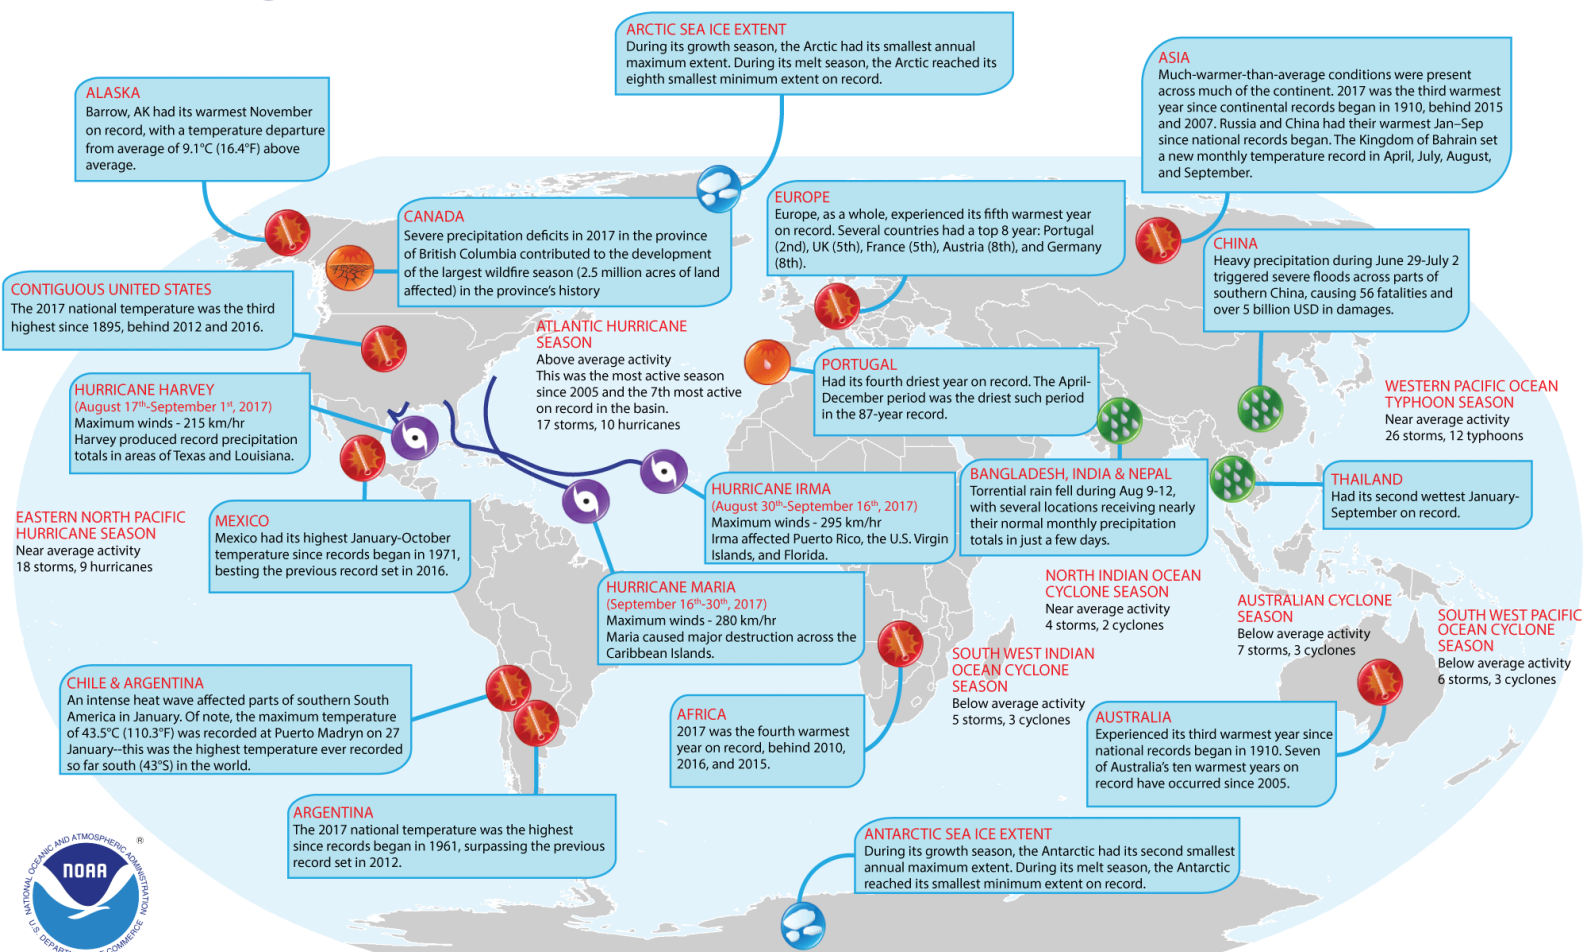 ARCTIC SEA ICE EXTENT
During its growth season, the Arctic had its smallest annual
maximum extent. During its melt season, the Arctic reached its
eighth smallest minimum extent on record.
ASIA
Much-warmer-than-average conditions were present
across much of the continent. 2017 was the third warmest
year since continental records began in 1910, behind 2015
and 2007. Russia and China had their warmest Jan–Sep
since national records began. The Kingdom of Bahrain set
a new monthly temperature record in April, July, August,
and September.
ALASKA
Barrow, AK had its warmest November
on record, with a temperature departure
from average of 9.1°C (16.4°F) above
average.
CANADA
Severe precipitation deficits in 2017 in the province
of British Columbia contributed to the development
of the largest wildfire season (2.5 million acres of land
affected) in the province's history
EUROPE
Europe, as a whole, experienced its fifth warmest year
on record. Several countries had a top 8 year: Portugal
(2nd), UK (5th), France (5th), Austria (8th), and Germany
(8th).
CHINA
Heavy precipitation during June 29-July 2
triggered severe floods across parts of
southern China, causing 56 fatalities and
over 5 billion USD in damages.
CONTIGUOUS UNITED STATES
The 2017 national temperature was the third
highest since 1895, behind 2012 and 2016.
ATLANTIC HURRICANE
SEASON
Above average activity
This was the most active season
since 2005 and the 7th most active
on record in the basin.
17 storms, 10 hurricanes
PORTUGAL
Had its fourth driest year on record. The April-
December period was the driest such period
in the 87-year record.
WESTERN PACIFIC OCEAN
TYPHOON SEASON
Near average activity
26 storms, 12 typhoons
HURRICANE HARVEY
(August 17th-September 1st, 2017)
Maximum winds - 215 km/hr
Harvey produced record precipitation
totals in areas of Texas and Louisiana.
HURRICANE IRMA
(August 30th-September 16th, 2017)
Maximum winds - 295 km/hr
Irma affected Puerto Rico, the U.S. Virgin
Islands, and Florida.
BANGLADESH, INDIA & NEPAL
Torrential rain fell during Aug 9-12,
with several locations receiving nearly
their normal monthly precipitation
totals in just a few days.
THAILAND
Had its second wettest January-
September on record.
EASTERN NORTH PACIFIC
HURRICANE SEASON
Near average activity
18 storms, 9 hurricanes
MEXICO
Mexico had its highest January-October
temperature since records began in 1971,
besting the previous record set in 2016.
HURRICANE MARIA
(September 16th-30th, 2017)
Maximum winds - 280 km/hr
Maria caused major destruction across the
Caribbean Islands.
NORTH INDIAN OCEAN
CYCLONE SEASON
Near average activity
4 storms, 2 cyclones
AUSTRALIAN CYCLONE
SEASON
Below average activity
7 storms, 3 cyclones
SOUTH WEST PACIFIC
OCEAN CYCLONE
SEASON
Below average activity
6 storms, 3 cyclones
SOUTH WEST INDIAN
OCEAN CYCLONE
SEASON
Below average activity
5 storms, 3 cyclones
CHILE & ARGENTINA
An intense heat wave affected parts of southern South
America in January. Of note, the maximum temperature
of 43.5°C (110.3°F) was recorded at Puerto Madryn on 27
January--this was the highest temperature ever recorded
so far south (43°S) in the world.
AFRICA
2017 was the fourth warmest
year on record, behind 2010,
2016, and 2015.
AUSTRALIA
Experienced its third warmest year since
national records began in 1910. Seven
of Australia's ten warmest years on
record have occurred since 2005.
ARGENTINA
The 2017 national temperature was the highest
since records began in 1961, surpassing the previous
record set in 2012.
ANTARCTIC SEA ICE EXTENT
During its growth season, the Antarctic had its second smallest
annual maximum extent. During its melt season, the Antarctic
reached its smallest minimum extent on record.
NATIONAL OCEANIC AND ATMOSPHERIC ADMINISTRATION
®
NOAA
U.S. COMMERCE